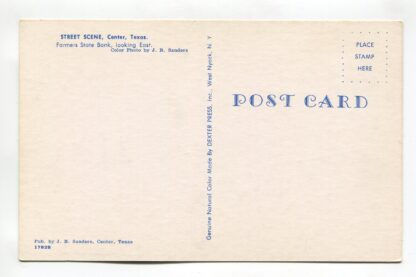 STREET SCENE, Center, Texas.
Farmers State Bank, looking East.
Color Photo by J. B. Sanders
Pub. by J. B. Sanders, Center, Texas
17828
Genuine Natural Color Made By DEXTER PRESS, Inc., West Nyack, N. Y
POST CARD
PLACE
STAMP
HERE